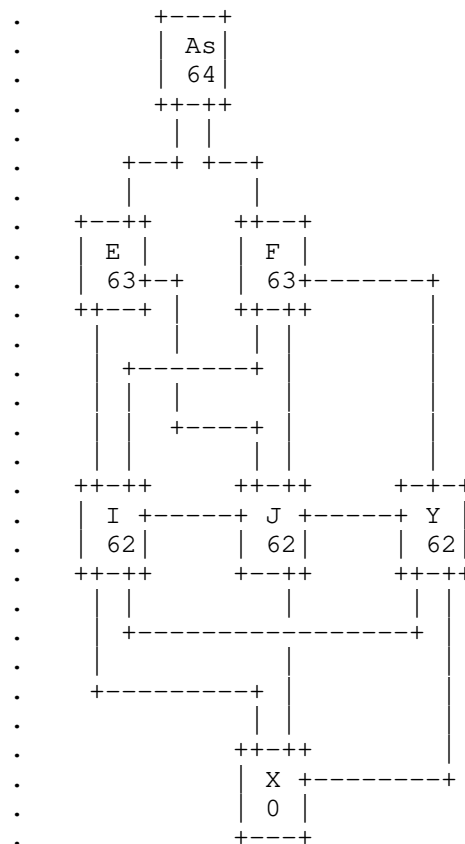 .        +---+
.        | As|
.        | 64|
.        ++-++
.         | |
.      +--+ +--+
.      |       |
.   +--++     ++--+
.   | E |     | F |
.   | 63+-+   | 63+-------+
.   ++--+ |   ++-++       |
.    |    |    | |        |
.    | +-------+ |        |
.    | |  |      |        |
.    | |  +----+ |        |
.    | |       | |        |
.   ++-++     ++-++     +-+-+
.   | I +-----+ J +-----+ Y |
.   | 62|     | 62|     | 62|
.   ++-++     +--++     ++-++
.    | |         |       | |
.    | +-----------------+ |
.    |           |         |
.    +---------+ |         |
.              | |         |
.             ++-++        |
.             | X +--------+
.             | 0 |
.             +---+